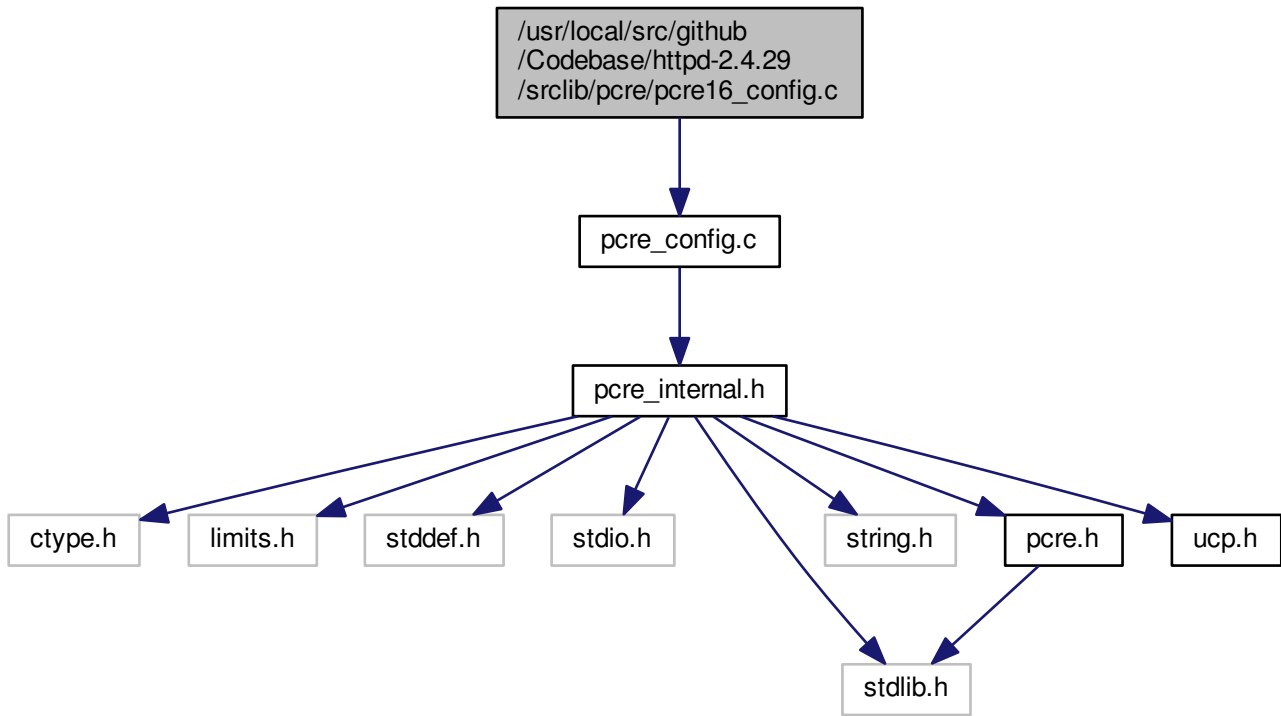 /usr/local/src/github
/Codebase/httpd-2.4.29
/srclib/pcre/pcre16_config.c
pcre_config.c
pcre_internal.h
ctype.h
limits.h
stddef.h
stdio.h
string.h
pcre.h
ucp.h
stdlib.h